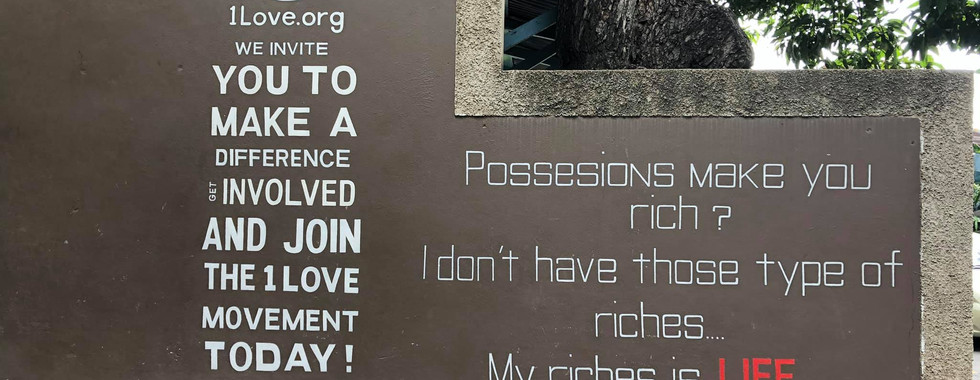 1Love.org
WE INVITE
YOU TO
MAKE A
DIFFERENCE
GET INVOLVED
AND JOIN
THE 1 LOVE
MOVEMENT
TODAY!
Possesions make you
rich ?
I don't have those type of
riches....
My riches is LIFE